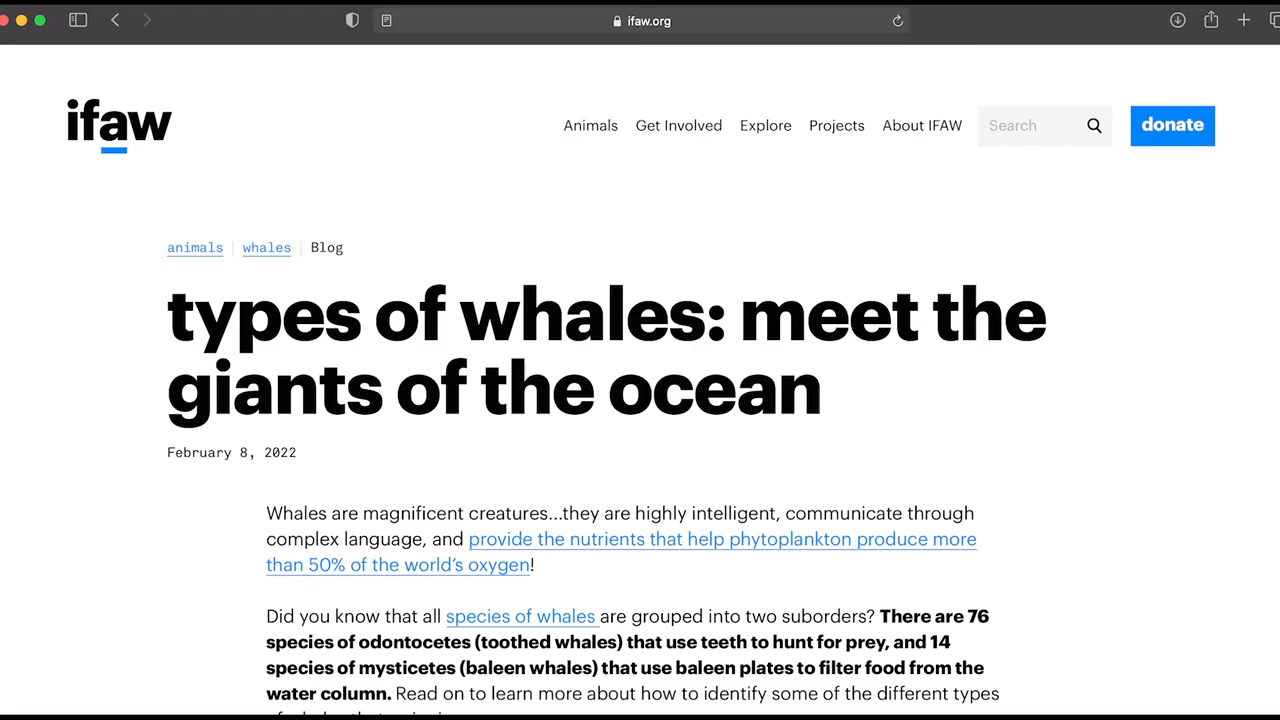 ifaw.org
ifaw
Animals Get Involved Explore Projects About IFAW Search donate
animals whales Blog
types of whales: meet the
giants of the ocean
February 8, 2022
Whales are magnificent creatures...they are highly intelligent, communicate through
complex language, and provide the nutrients that help phytoplankton produce more
than 50% of the world's oxygen!
Did you know that all species of whales are grouped into two suborders? There are 76
species of odontocetes (toothed whales) that use teeth to hunt for prey, and 14
species of mysticetes (baleen whales) that use baleen plates to filter food from the
water column. Read on to learn more about how to identify some of the different types